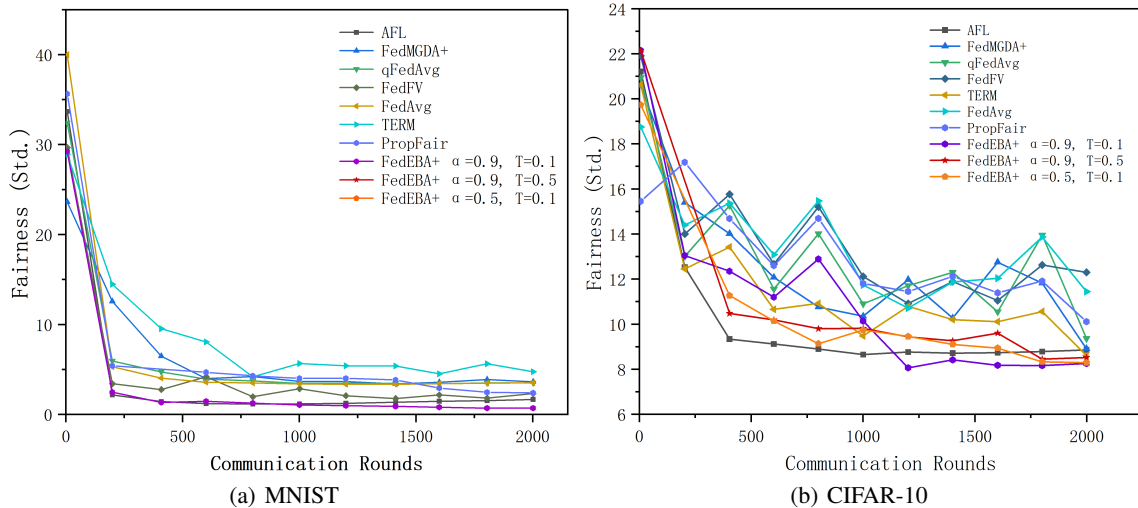 AFL
FedMGDA+
qFedAvg
FedFV
FedAvg
TERM
PropFair
FedEBA+ α=0.9, T=0.1
FedEBA+ α=0.9, T=0.5
FedEBA+ α=0.5, T=0.1
40
30
20
10
0
Fairness (Std.)
0 500 1000 1500 2000
Communication Rounds
(a) MNIST
AFL
FedMGDA+
qFedAvg
FedFV
TERM
FedAvg
PropFair
FedEBA+ α=0.9, T=0.1
FedEBA+ α=0.9, T=0.5
FedEBA+ α=0.5, T=0.1
24
22
20
18
16
14
12
10
8
6
Fairness (Std.)
0 500 1000 1500 2000
Communication Rounds
(b) CIFAR-10